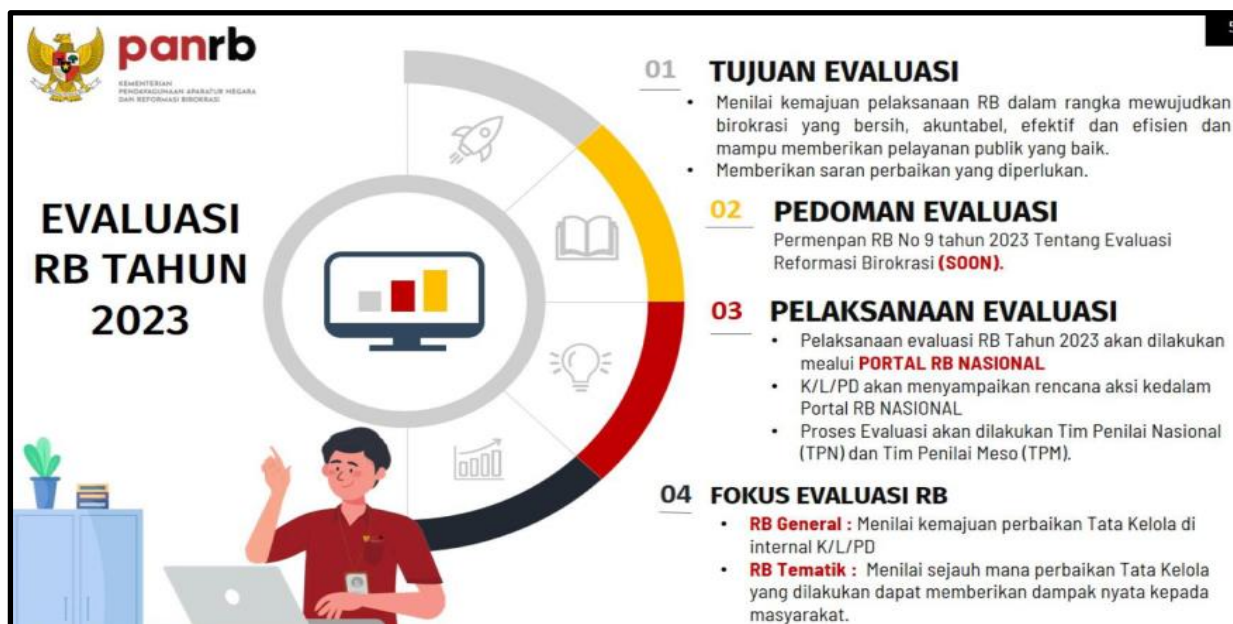 panrb
KEMENTERIAN
PENDAYAGUNAAN APARATUR NEGARA
DAN REFORMASI BIROKRASI
EVALUASI
RB TAHUN
2023
01 TUJUAN EVALUASI
• Menilai kemajuan pelaksanaan RB dalam rangka mewujudkan
birokrasi yang bersih, akuntabel, efektif dan efisien dan
mampu memberikan pelayanan publik yang baik.
• Memberikan saran perbaikan yang diperlukan.
02 PEDOMAN EVALUASI
Permenpan RB No 9 tahun 2023 Tentang Evaluasi
Reformasi Birokrasi (SOON).
03 PELAKSANAAN EVALUASI
• Pelaksanaan evaluasi RB Tahun 2023 akan dilakukan
mealui PORTAL RB NASIONAL
• K/L/PD akan menyampaikan rencana aksi kedalam
Portal RB NASIONAL
• Proses Evaluasi akan dilakukan Tim Penilai Nasional
(TPN) dan Tim Penilai Meso (TPM).
04 FOKUS EVALUASI RB
• RB General : Menilai kemajuan perbaikan Tata Kelola di
internal K/L/PD
• RB Tematik : Menilai sejauh mana perbaikan Tata Kelola
yang dilakukan dapat memberikan dampak nyata kepada
masyarakat.